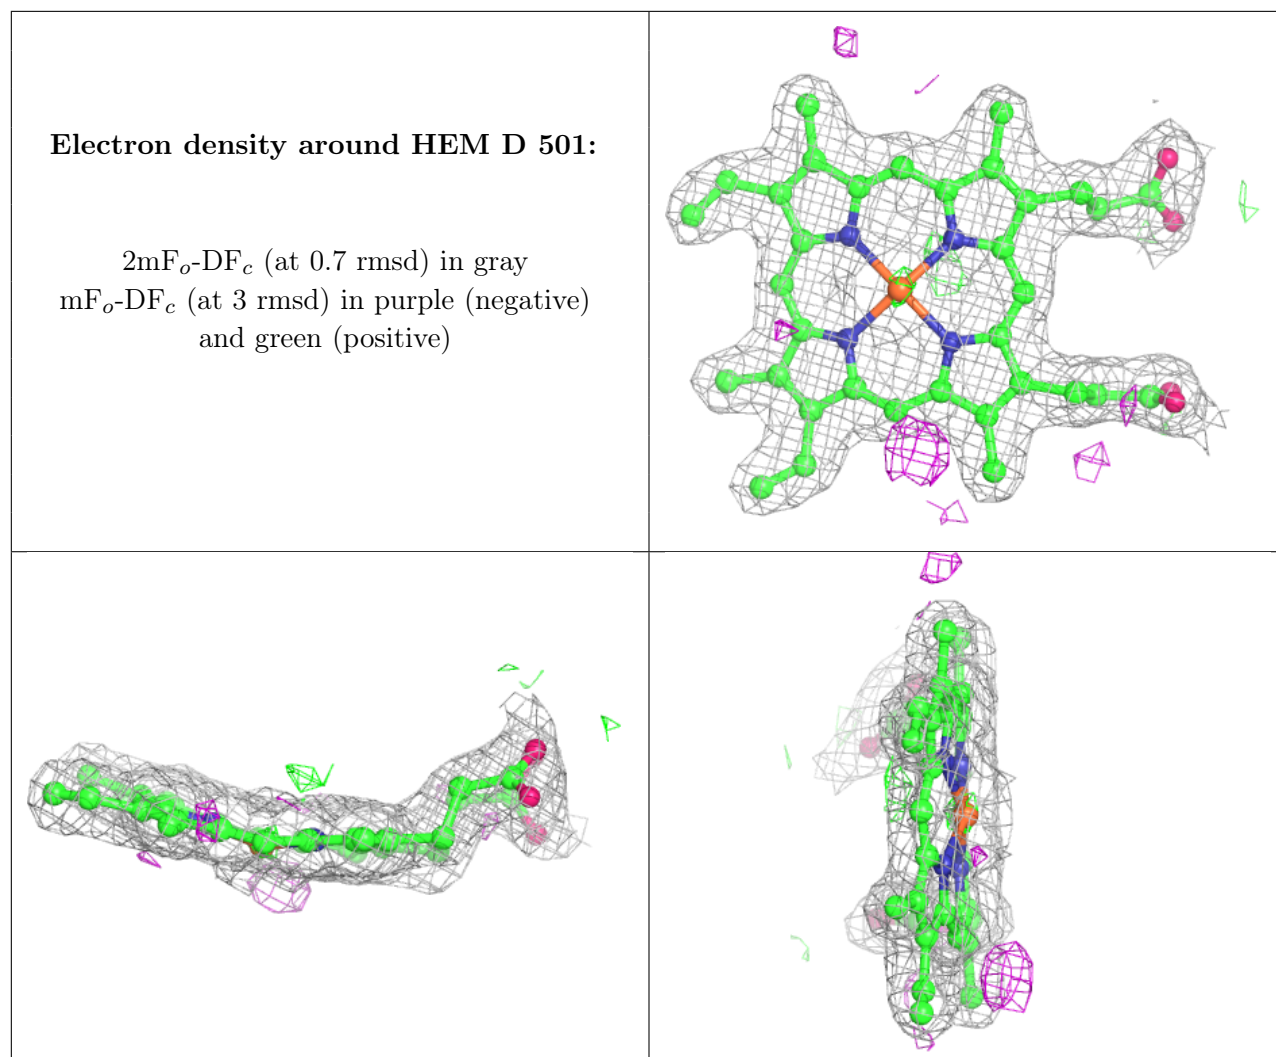 Electron density around HEM D 501:
2mFo-DFc (at 0.7 rmsd) in gray
mFo-DFc (at 3 rmsd) in purple (negative)
and green (positive)